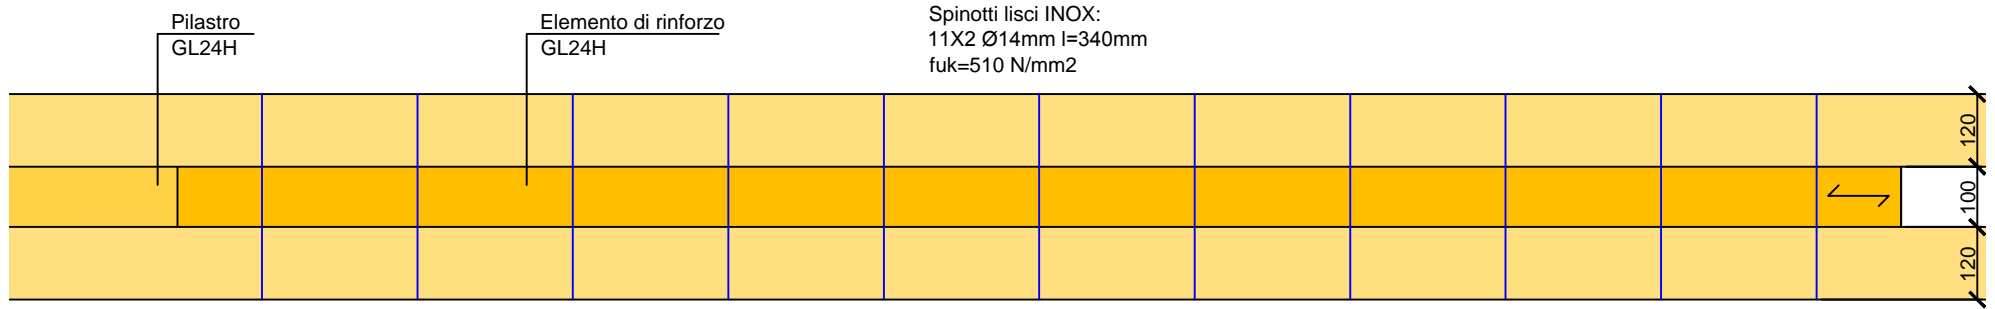 Pilastro
GL24H
Elemento di rinforzo
GL24H
Spinotti lisci INOX:
11X2 Ø14mm l=340mm
fuk=510 N/mm2
120
100
120